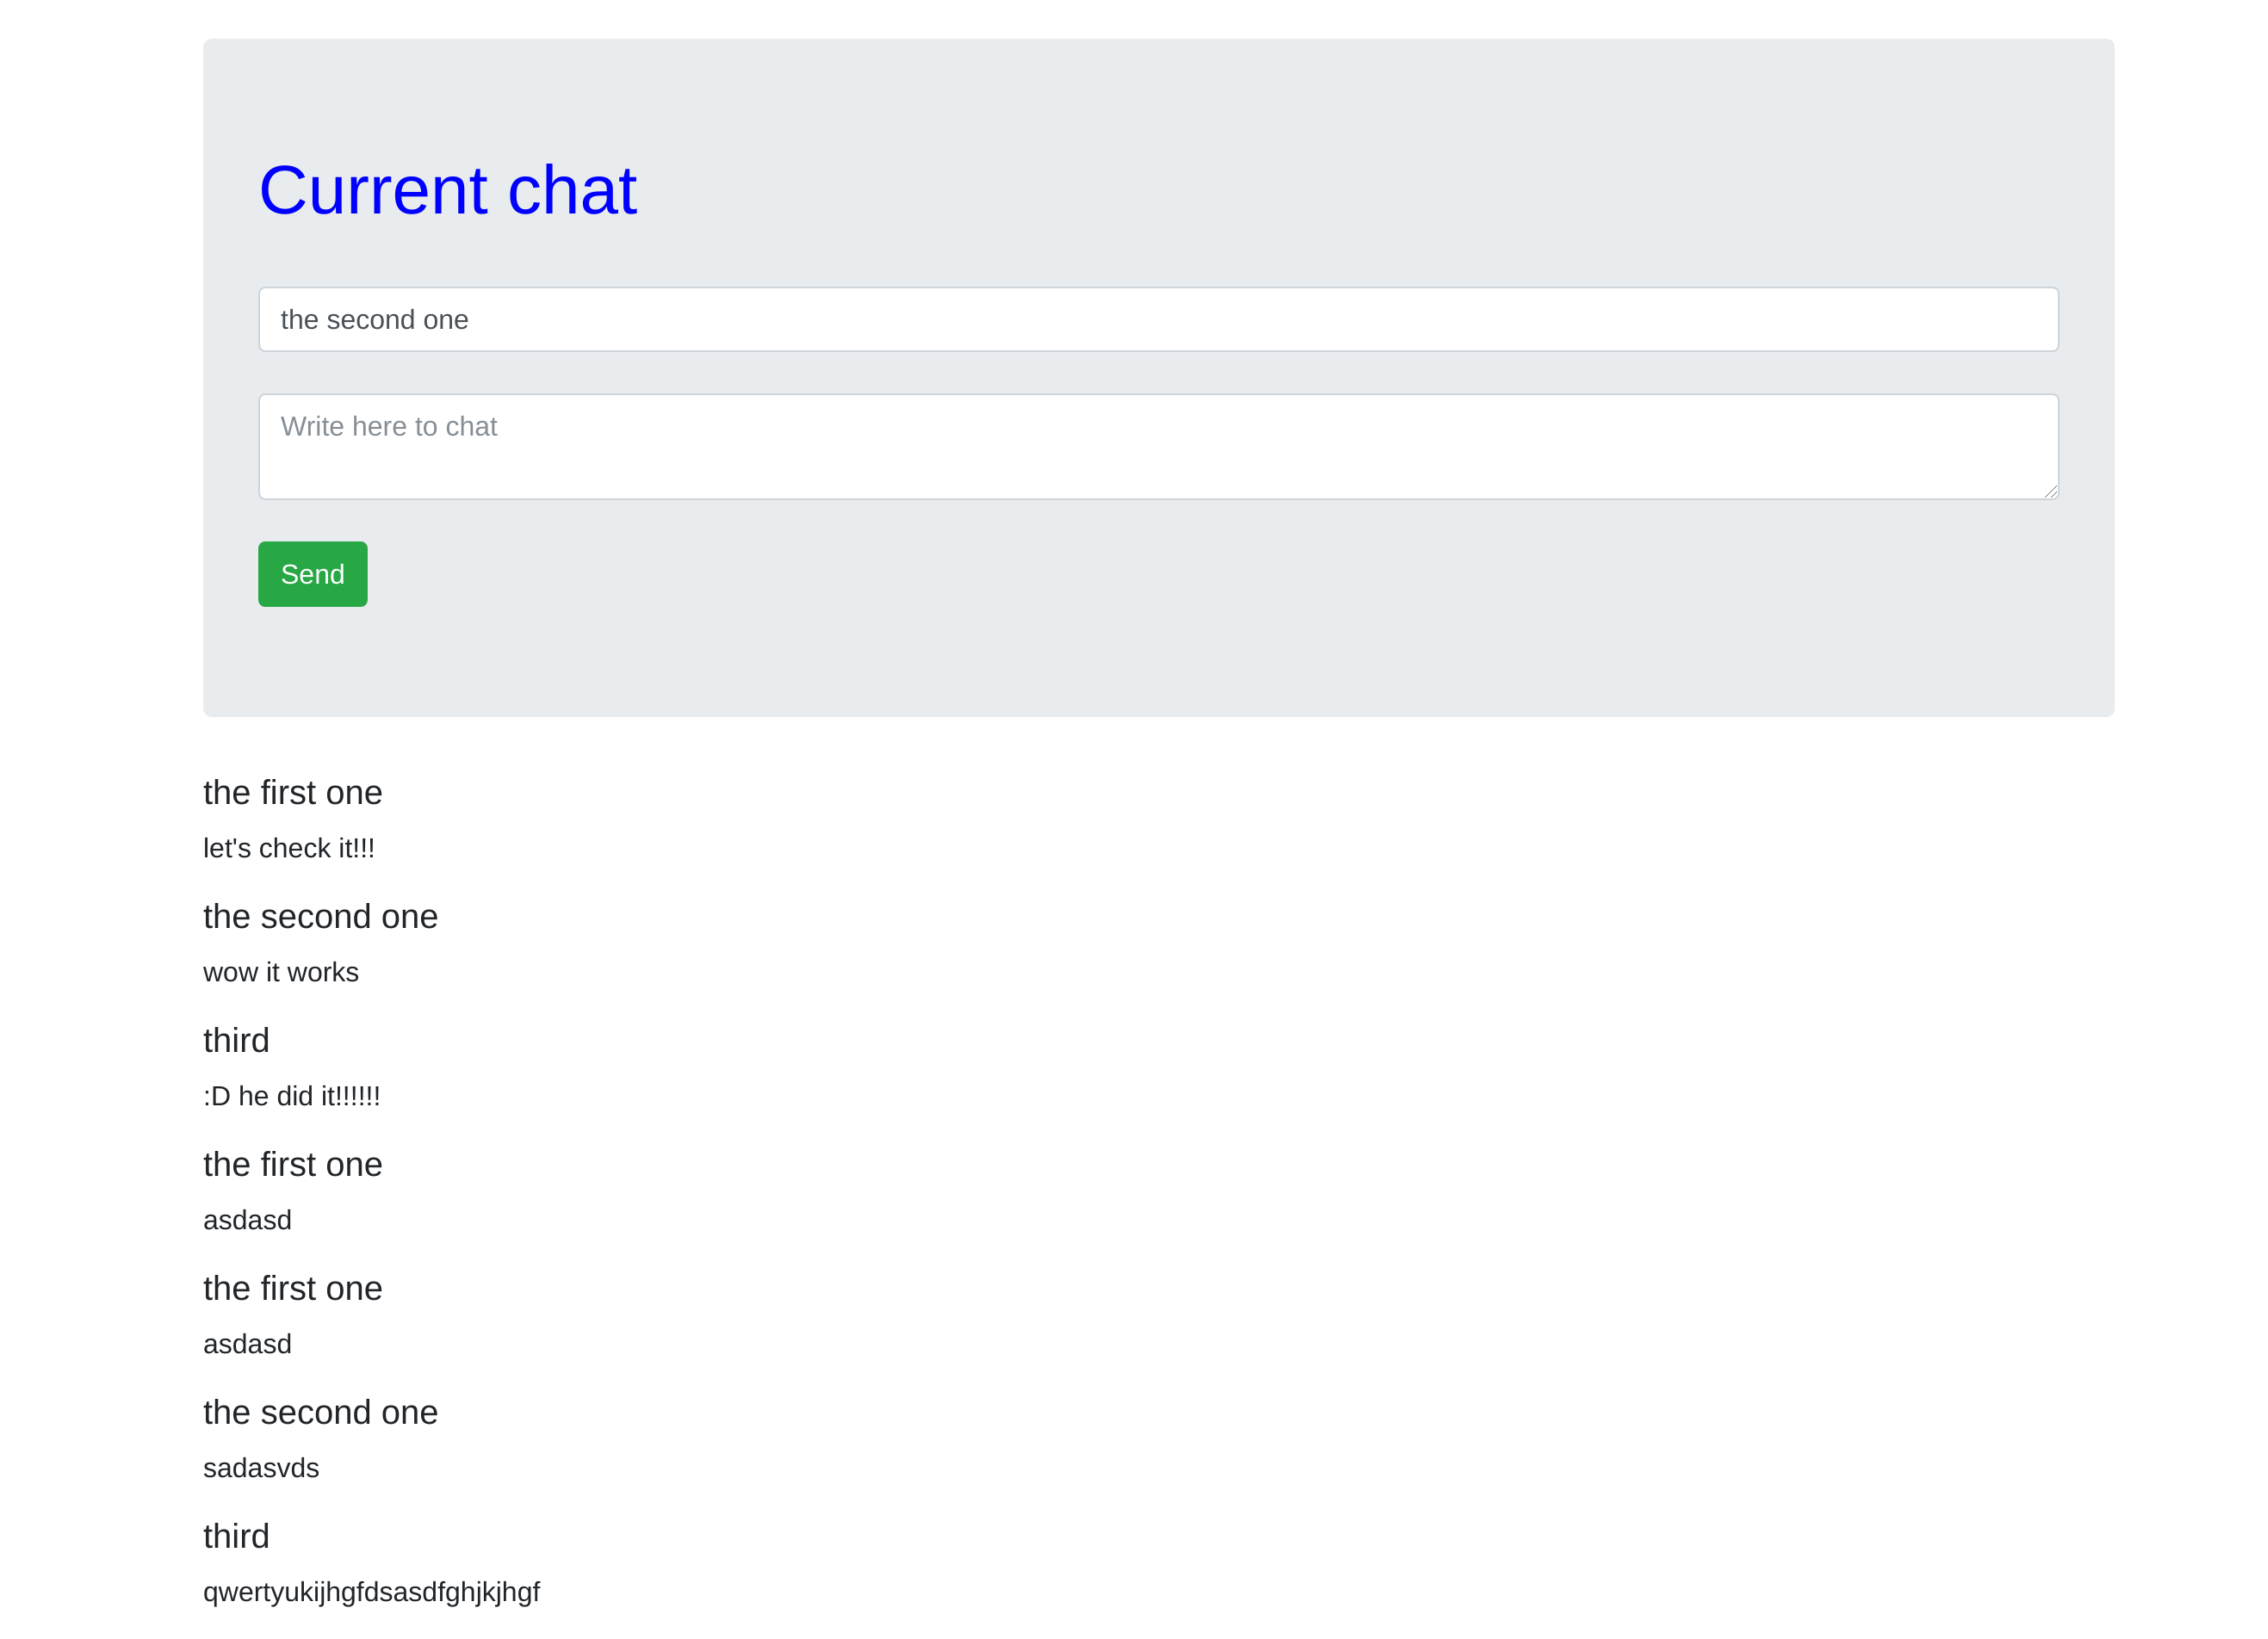 Current chat
the second one
Write here to chat
Send
the first one
let's check it!!!
the second one
wow it works
third
:D he did it!!!!!!
the first one
asdasd
the first one
asdasd
the second one
sadasvds
third
qwertyukijhgfdsasdfghjkjhgf